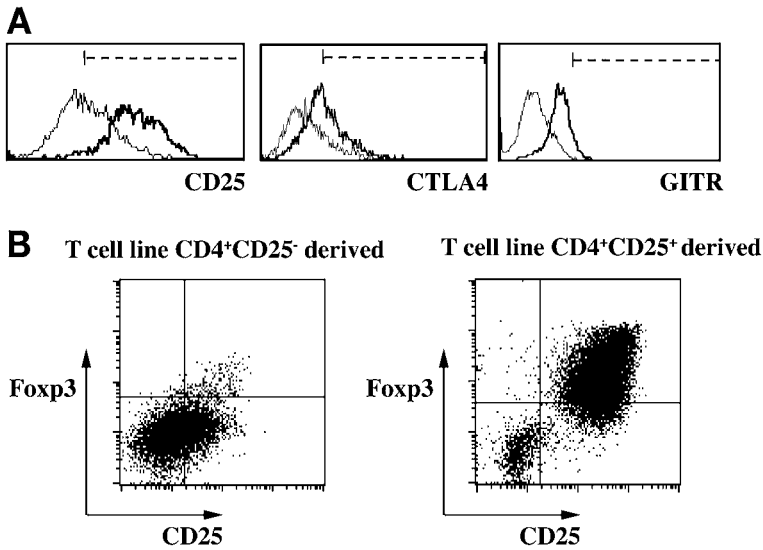 A
CD25
CTLA4
GITR
B
T cell line CD4⁺CD25⁻ derived
T cell line CD4⁺CD25⁺ derived
Foxp3
Foxp3
CD25
CD25